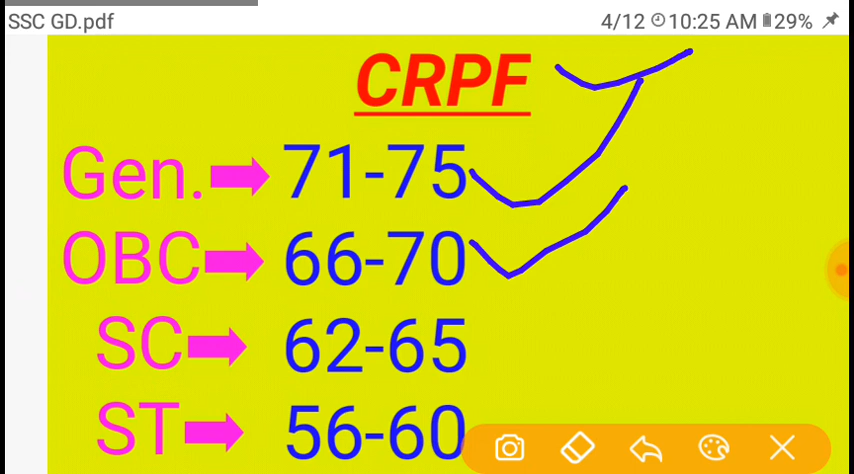 SSC GD.pdf 4/12 10:25 AM 29%
CRPF
Gen.➡71-75
OBC➡66-70
SC➡62-65
ST➡56-60